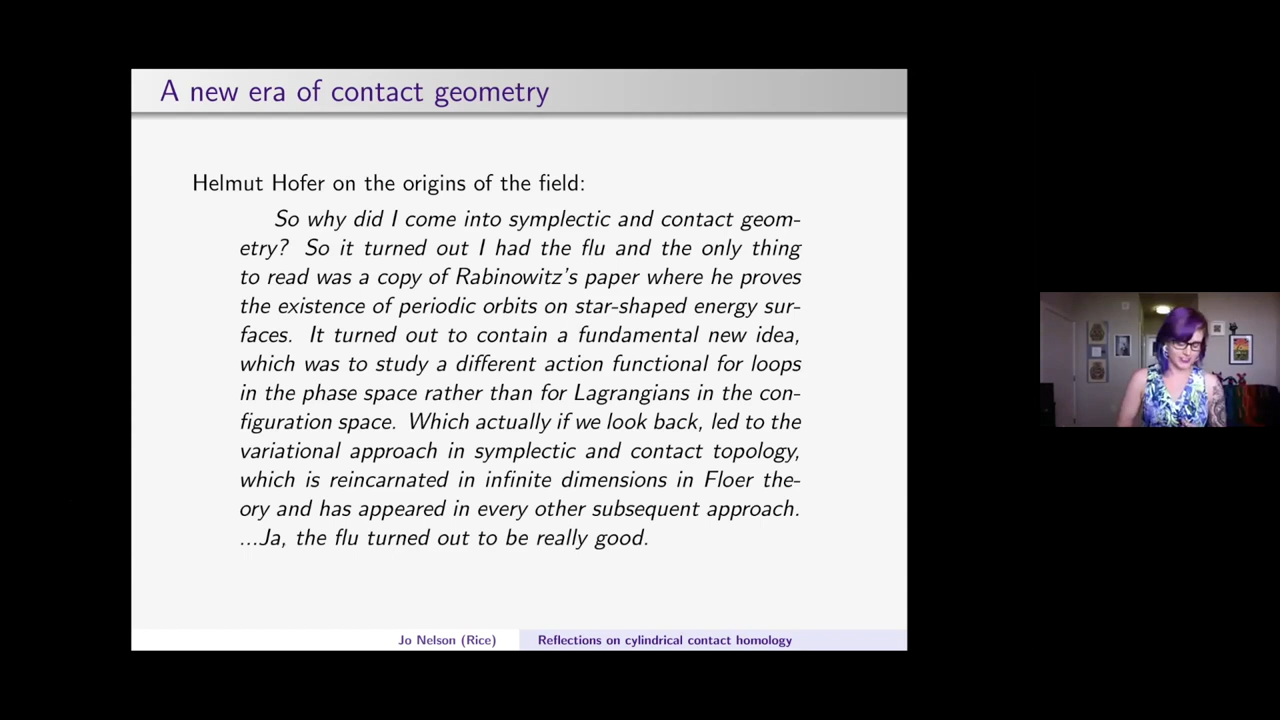 A new era of contact geometry
Helmut Hofer on the origins of the field:
So why did I come into symplectic and contact geom-
etry? So it turned out I had the flu and the only thing
to read was a copy of Rabinowitz's paper where he proves
the existence of periodic orbits on star-shaped energy sur-
faces. It turned out to contain a fundamental new idea,
which was to study a different action functional for loops
in the phase space rather than for Lagrangians in the con-
figuration space. Which actually if we look back, led to the
variational approach in symplectic and contact topology,
which is reincarnated in infinite dimensions in Floer the-
ory and has appeared in every other subsequent approach.
...Ja, the flu turned out to be really good.
Jo Nelson (Rice) Reflections on cylindrical contact homology